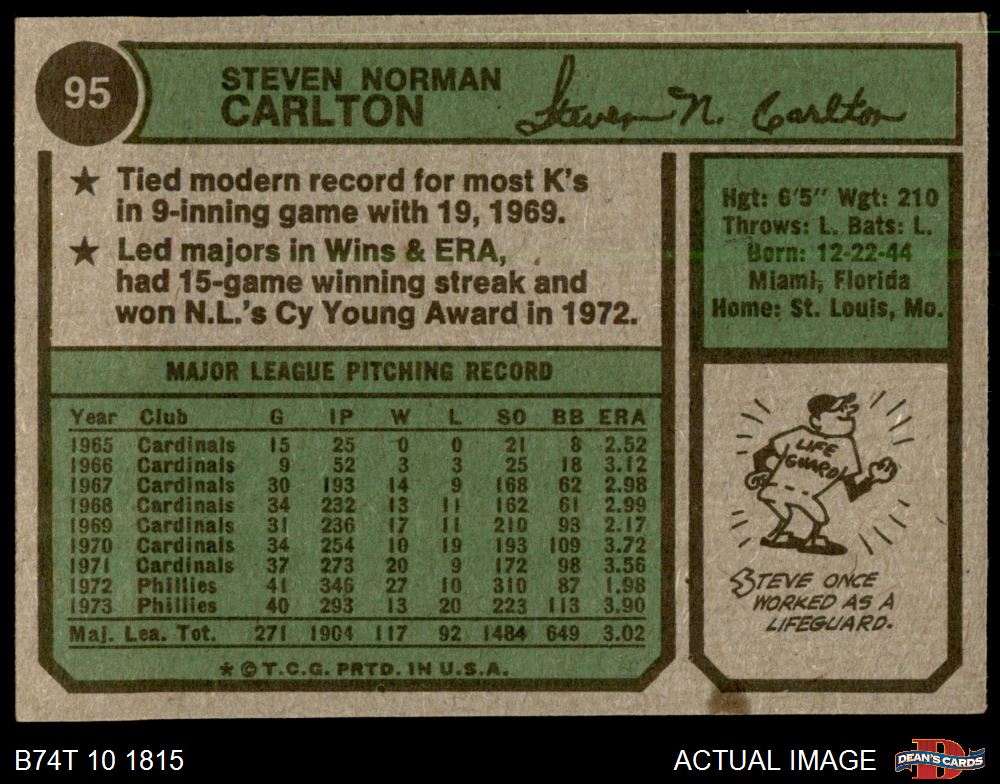 95
STEVEN NORMAN
CARLTON
Steven N. Carlton
★ Tied modern record for most K's
in 9-inning game with 19, 1969.
★ Led majors in Wins & ERA,
had 15-game winning streak and
won N.L.'s Cy Young Award in 1972.
Hgt: 6'5" Wgt: 210
Throws: L. Bats: L.
Born: 12-22-44
Miami, Florida
Home: St. Louis, Mo.
MAJOR LEAGUE PITCHING RECORD
Year Club G IP W L SO BB ERA
1965 Cardinals 15 25 0 0 21 8 2.52
1966 Cardinals 9 52 3 3 25 18 3.12
1967 Cardinals 30 193 14 9 168 62 2.98
1968 Cardinals 34 232 13 11 162 61 2.99
1969 Cardinals 31 236 17 11 210 93 2.17
1970 Cardinals 34 254 10 19 193 109 3.72
1971 Cardinals 37 273 20 9 172 98 3.56
1972 Phillies 41 346 27 10 310 87 1.98
1973 Phillies 40 293 13 20 223 113 3.90
Maj. Lea. Tot. 271 1904 117 92 1484 649 3.02
★ © T.C.G. PRTD. IN U.S.A.
LIFE
GUARD
STEVE ONCE
WORKED AS A
LIFEGUARD.
B74T 10 1815
ACTUAL IMAGE
DEAN'S CARDS